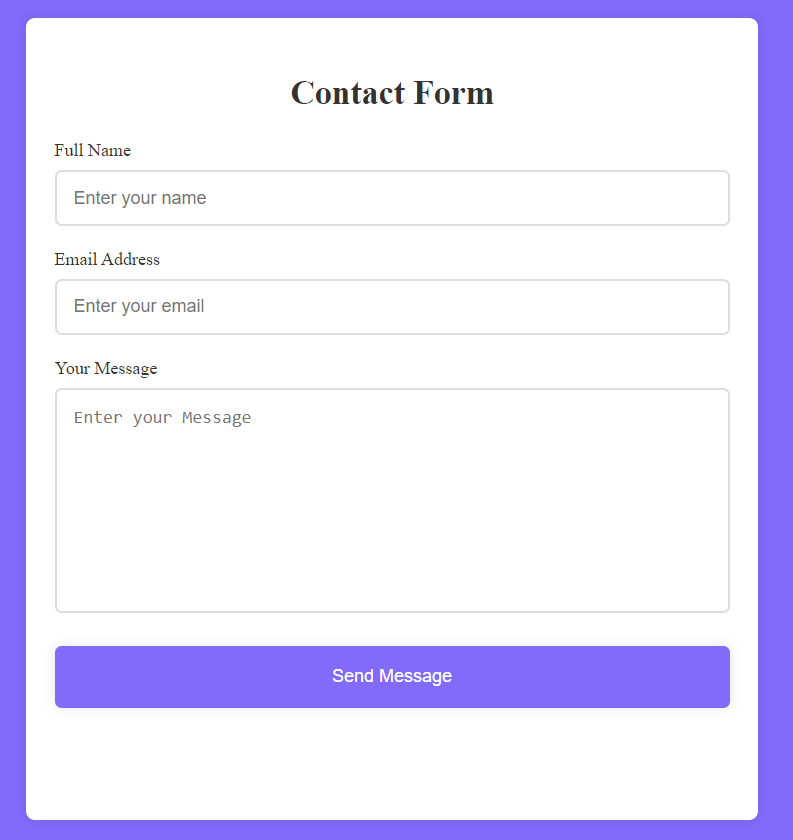 Contact Form
Full Name
Enter your name
Email Address
Enter your email
Your Message
Enter your Message
Send Message